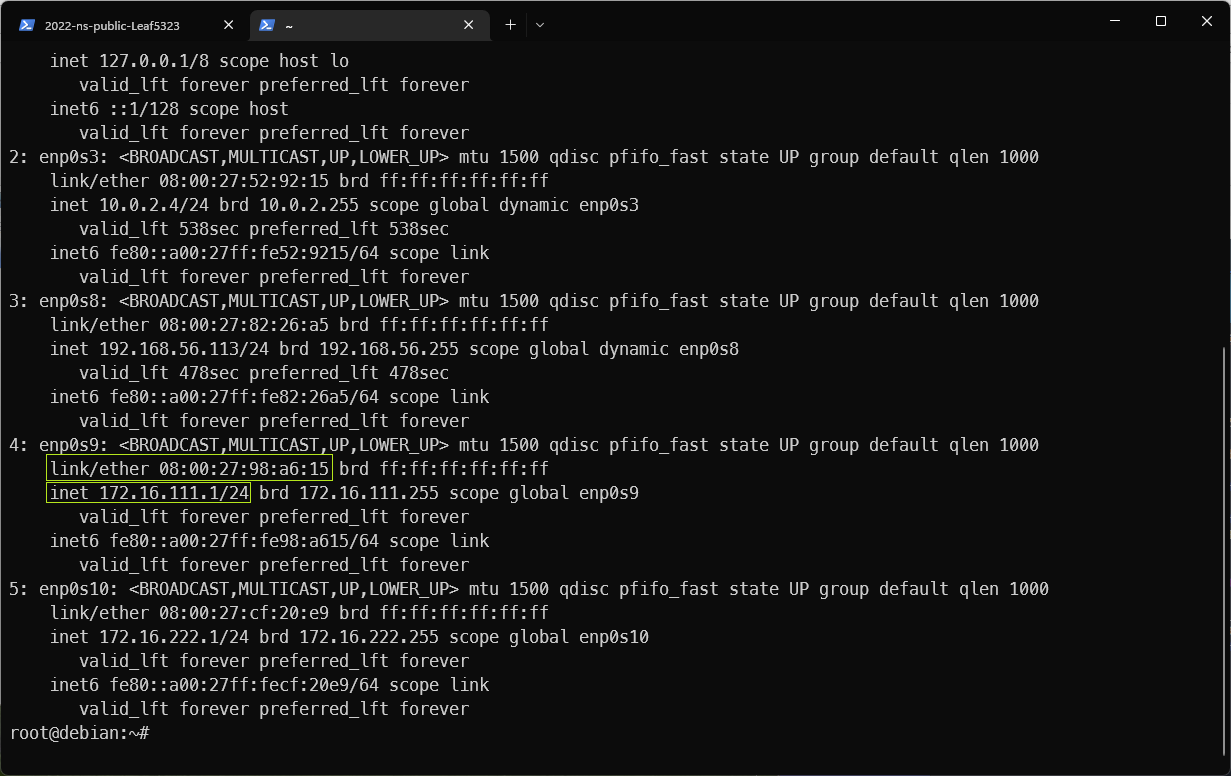 2022-ns-public-Leaf5323
~
inet 127.0.0.1/8 scope host lo
valid_lft forever preferred_lft forever
inet6 ::1/128 scope host
valid_lft forever preferred_lft forever
2: enp0s3: <BROADCAST,MULTICAST,UP,LOWER_UP> mtu 1500 qdisc pfifo_fast state UP group default qlen 1000
link/ether 08:00:27:52:92:15 brd ff:ff:ff:ff:ff:ff
inet 10.0.2.4/24 brd 10.0.2.255 scope global dynamic enp0s3
valid_lft 538sec preferred_lft 538sec
inet6 fe80::a00:27ff:fe52:9215/64 scope link
valid_lft forever preferred_lft forever
3: enp0s8: <BROADCAST,MULTICAST,UP,LOWER_UP> mtu 1500 qdisc pfifo_fast state UP group default qlen 1000
link/ether 08:00:27:82:26:a5 brd ff:ff:ff:ff:ff:ff
inet 192.168.56.113/24 brd 192.168.56.255 scope global dynamic enp0s8
valid_lft 478sec preferred_lft 478sec
inet6 fe80::a00:27ff:fe82:26a5/64 scope link
valid_lft forever preferred_lft forever
4: enp0s9: <BROADCAST,MULTICAST,UP,LOWER_UP> mtu 1500 qdisc pfifo_fast state UP group default qlen 1000
link/ether 08:00:27:98:a6:15 brd ff:ff:ff:ff:ff:ff
inet 172.16.111.1/24 brd 172.16.111.255 scope global enp0s9
valid_lft forever preferred_lft forever
inet6 fe80::a00:27ff:fe98:a615/64 scope link
valid_lft forever preferred_lft forever
5: enp0s10: <BROADCAST,MULTICAST,UP,LOWER_UP> mtu 1500 qdisc pfifo_fast state UP group default qlen 1000
link/ether 08:00:27:cf:20:e9 brd ff:ff:ff:ff:ff:ff
inet 172.16.222.1/24 brd 172.16.222.255 scope global enp0s10
valid_lft forever preferred_lft forever
inet6 fe80::a00:27ff:fecf:20e9/64 scope link
valid_lft forever preferred_lft forever
root@debian:~#